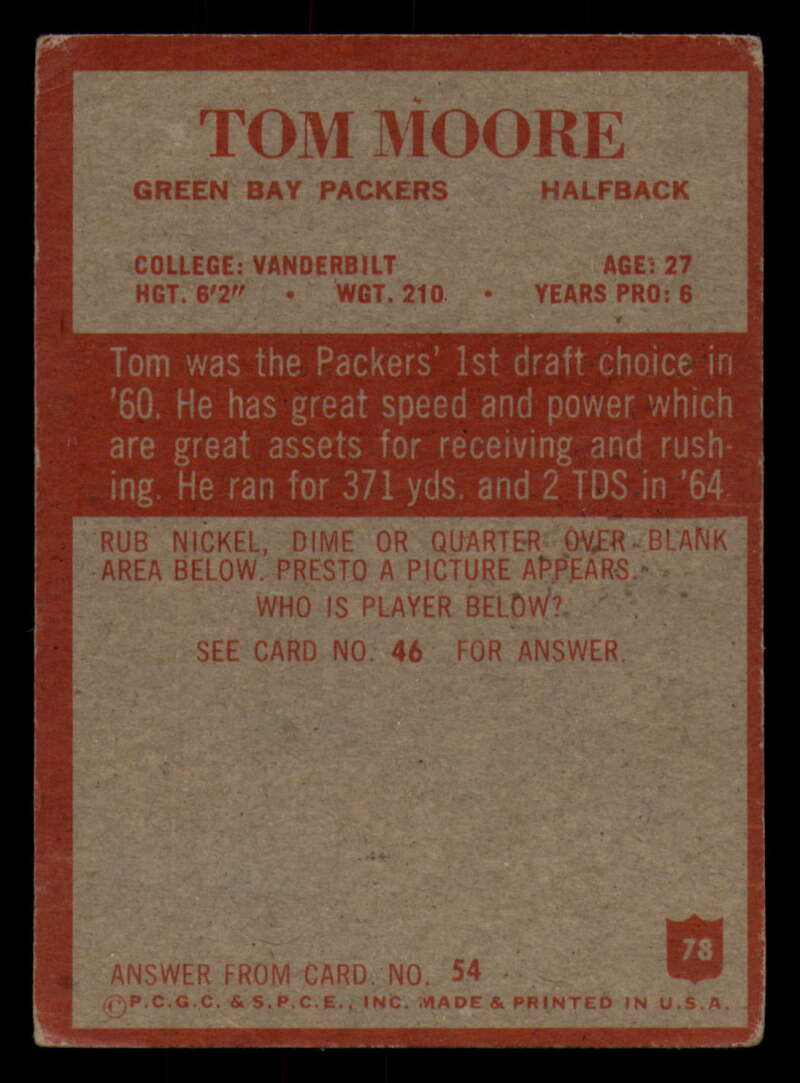 TOM MOORE
GREEN BAY PACKERS HALFBACK
COLLEGE: VANDERBILT AGE: 27
HGT. 6'2" • WGT. 210 • YEARS PRO: 6
Tom was the Packers' 1st draft choice in
'60. He has great speed and power which
are great assets for receiving and rush-
ing. He ran for 371 yds. and 2 TDS in '64.
RUB NICKEL, DIME OR QUARTER OVER BLANK
AREA BELOW. PRESTO A PICTURE APPEARS.
WHO IS PLAYER BELOW?
SEE CARD NO. 46 FOR ANSWER.
78
ANSWER FROM CARD. NO. 54
©P.C.G.C. & S.P.C.E., INC. MADE & PRINTED IN U.S.A.